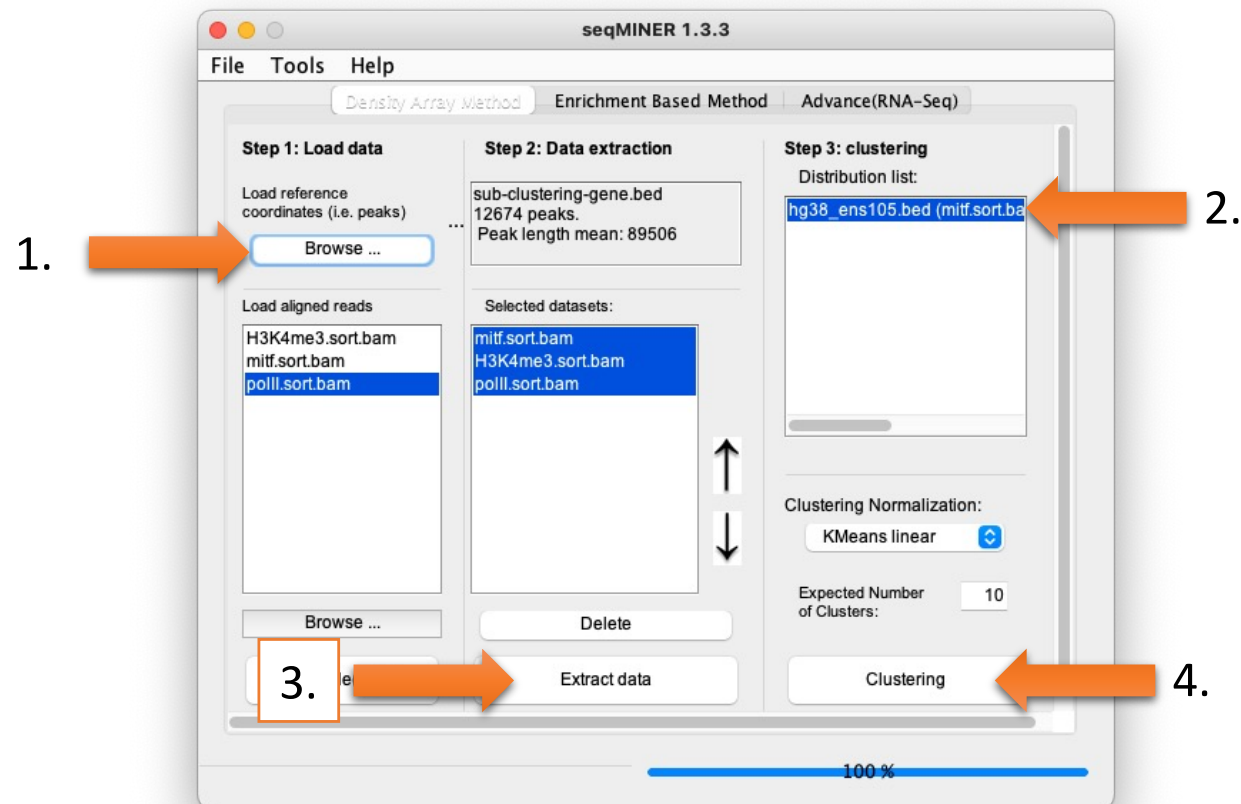 seqMINER 1.3.3
File Tools Help
Density Array Method Enrichment Based Method Advance(RNA-Seq)
Step 1: Load data
Load reference
coordinates (i.e. peaks)
...
1.
Browse ...
Load aligned reads
H3K4me3.sort.bam
mitf.sort.bam
polII.sort.bam
Browse ...
3.
Step 2: Data extraction
sub-clustering-gene.bed
12674 peaks.
Peak length mean: 89506
Selected datasets:
mitf.sort.bam
H3K4me3.sort.bam
polII.sort.bam
Delete
Extract data
Step 3: clustering
Distribution list:
hg38_ens105.bed (mitf.sort.ba
2.
Clustering Normalization:
KMeans linear
Expected Number
of Clusters:
10
Clustering
4.
100 %